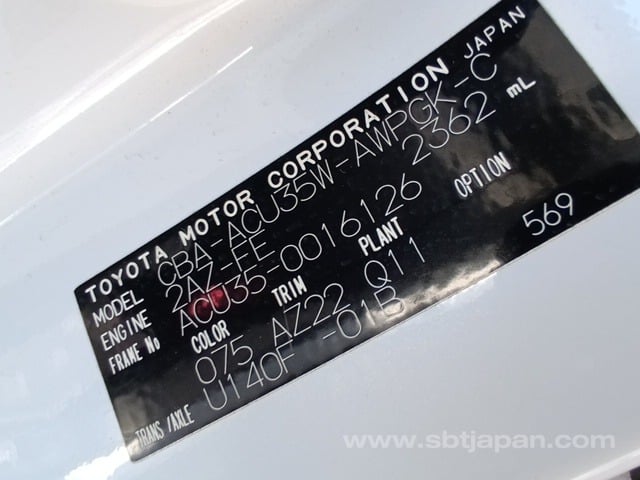 TOYOTA MOTOR CORPORATION JAPAN
MODEL CBA-ACU35W-AWPGK-C
ENGINE 2AZ-FE 2362 mL
FRAME No ACU35-0016126
COLOR TRIM PLANT OPTION
075 AZ22 Q11 569
TRANS/AXLE U140F -01B
www.sbtjapan.com